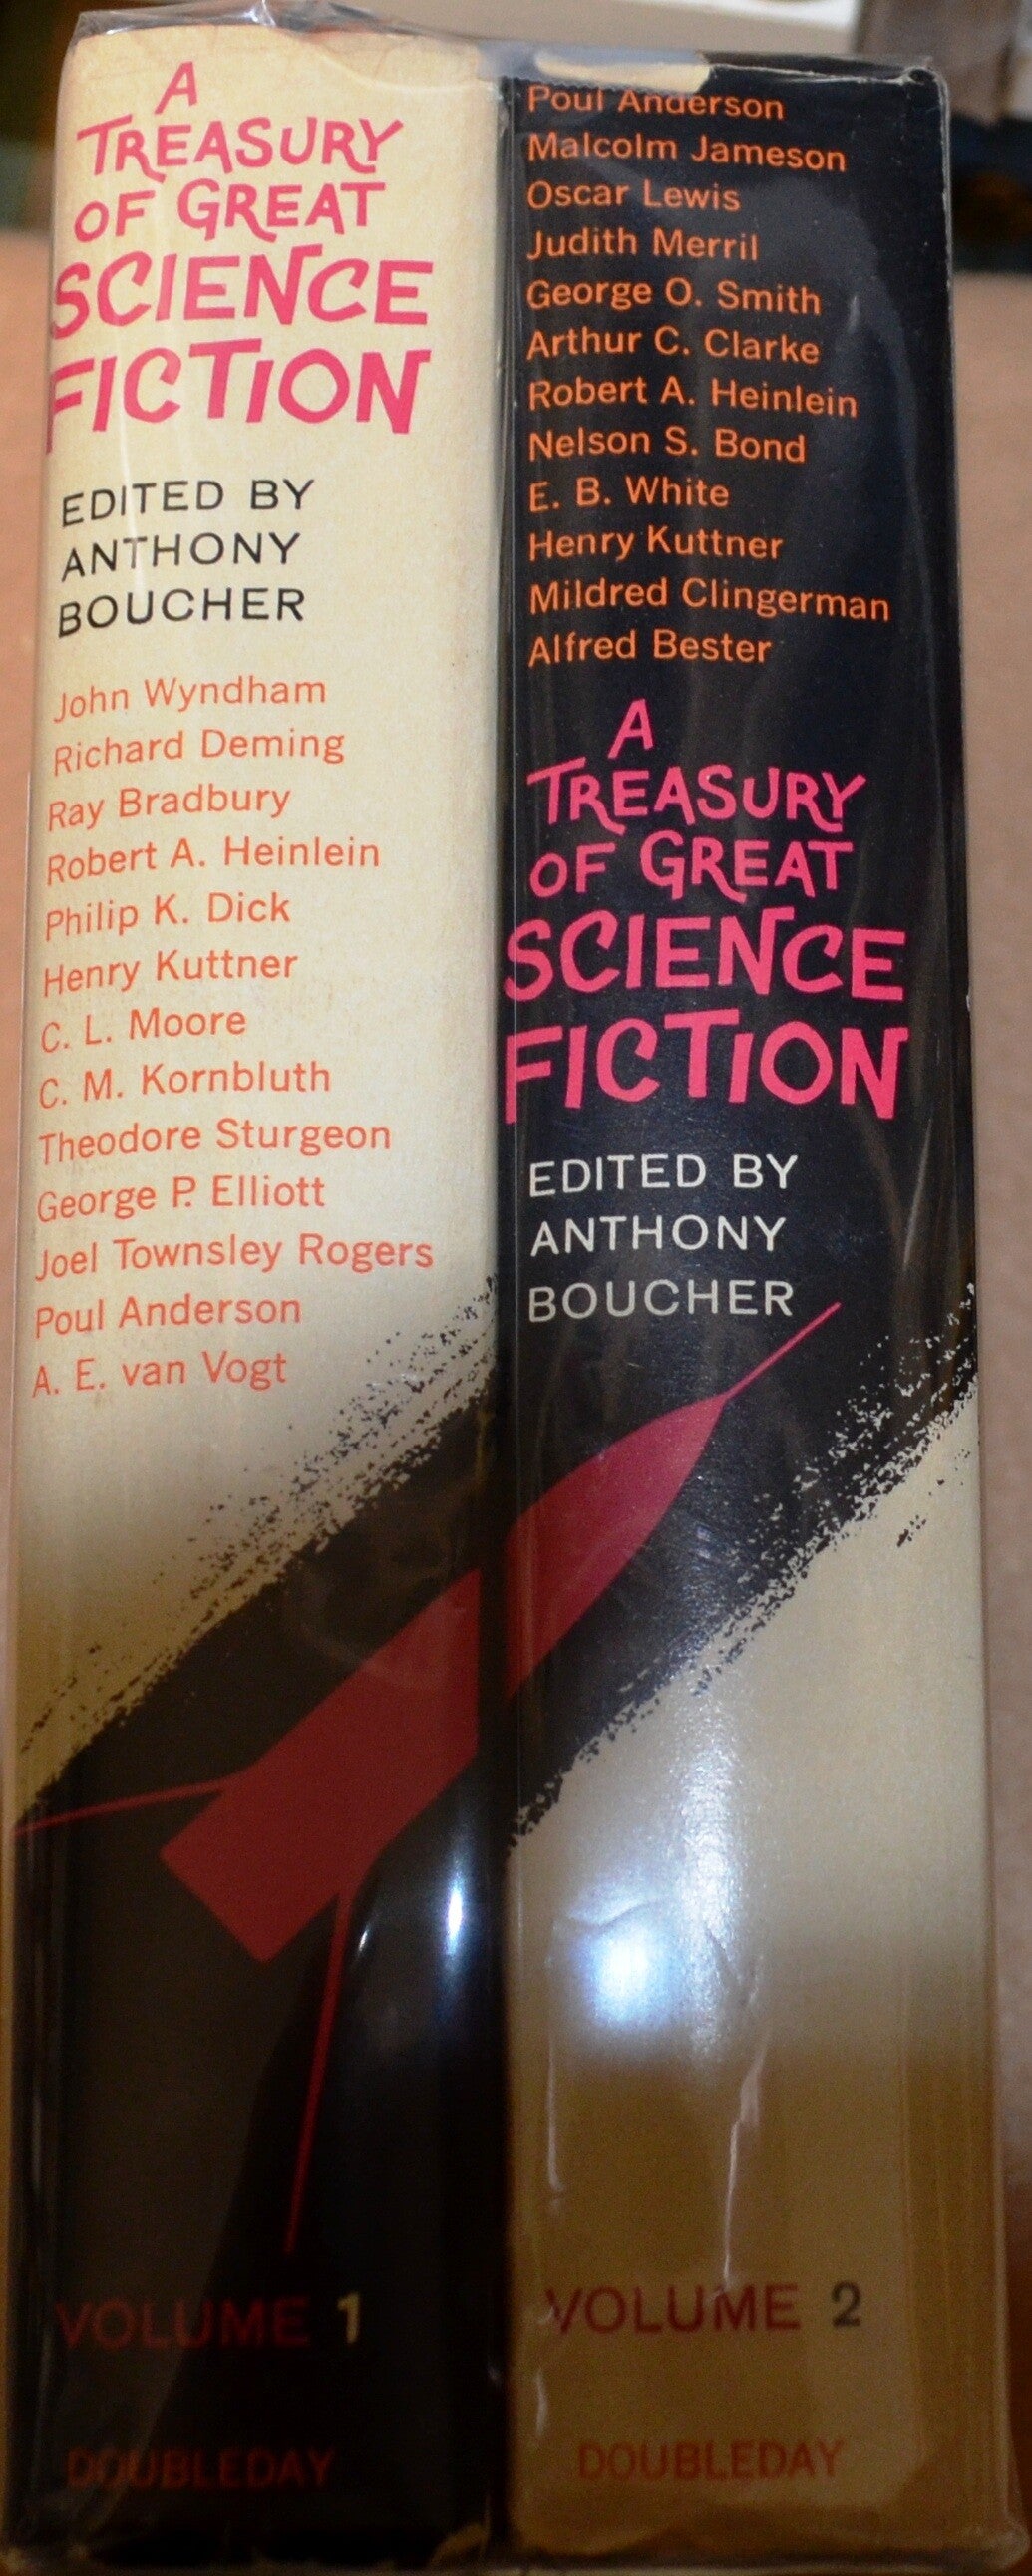 A
TREASURY
OF GREAT
SCIENCE
FICTION
EDITED BY
ANTHONY
BOUCHER
John Wyndham
Richard Deming
Ray Bradbury
Robert A. Heinlein
Philip K. Dick
Henry Kuttner
C. L. Moore
C. M. Kornbluth
Theodore Sturgeon
George P. Elliott
Joel Townsley Rogers
Poul Anderson
A. E. van Vogt
VOLUME 1
DOUBLEDAY
Poul Anderson
Malcolm Jameson
Oscar Lewis
Judith Merril
George O. Smith
Arthur C. Clarke
Robert A. Heinlein
Nelson S. Bond
E. B. White
Henry Kuttner
Mildred Clingerman
Alfred Bester
A
TREASURY
OF GREAT
SCIENCE
FICTION
EDITED BY
ANTHONY
BOUCHER
VOLUME 2
DOUBLEDAY